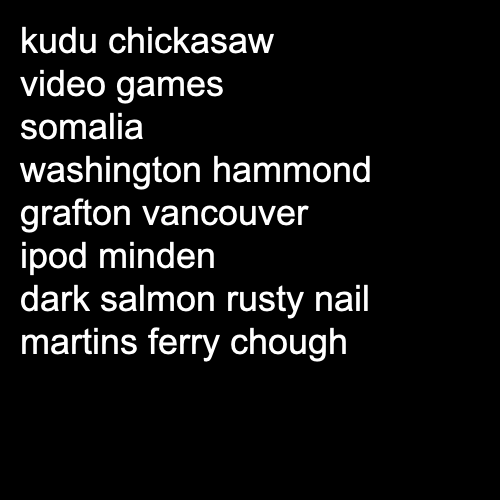 kudu chickasaw
video games
somalia
washington hammond
grafton vancouver
ipod minden
dark salmon rusty nail
martins ferry chough